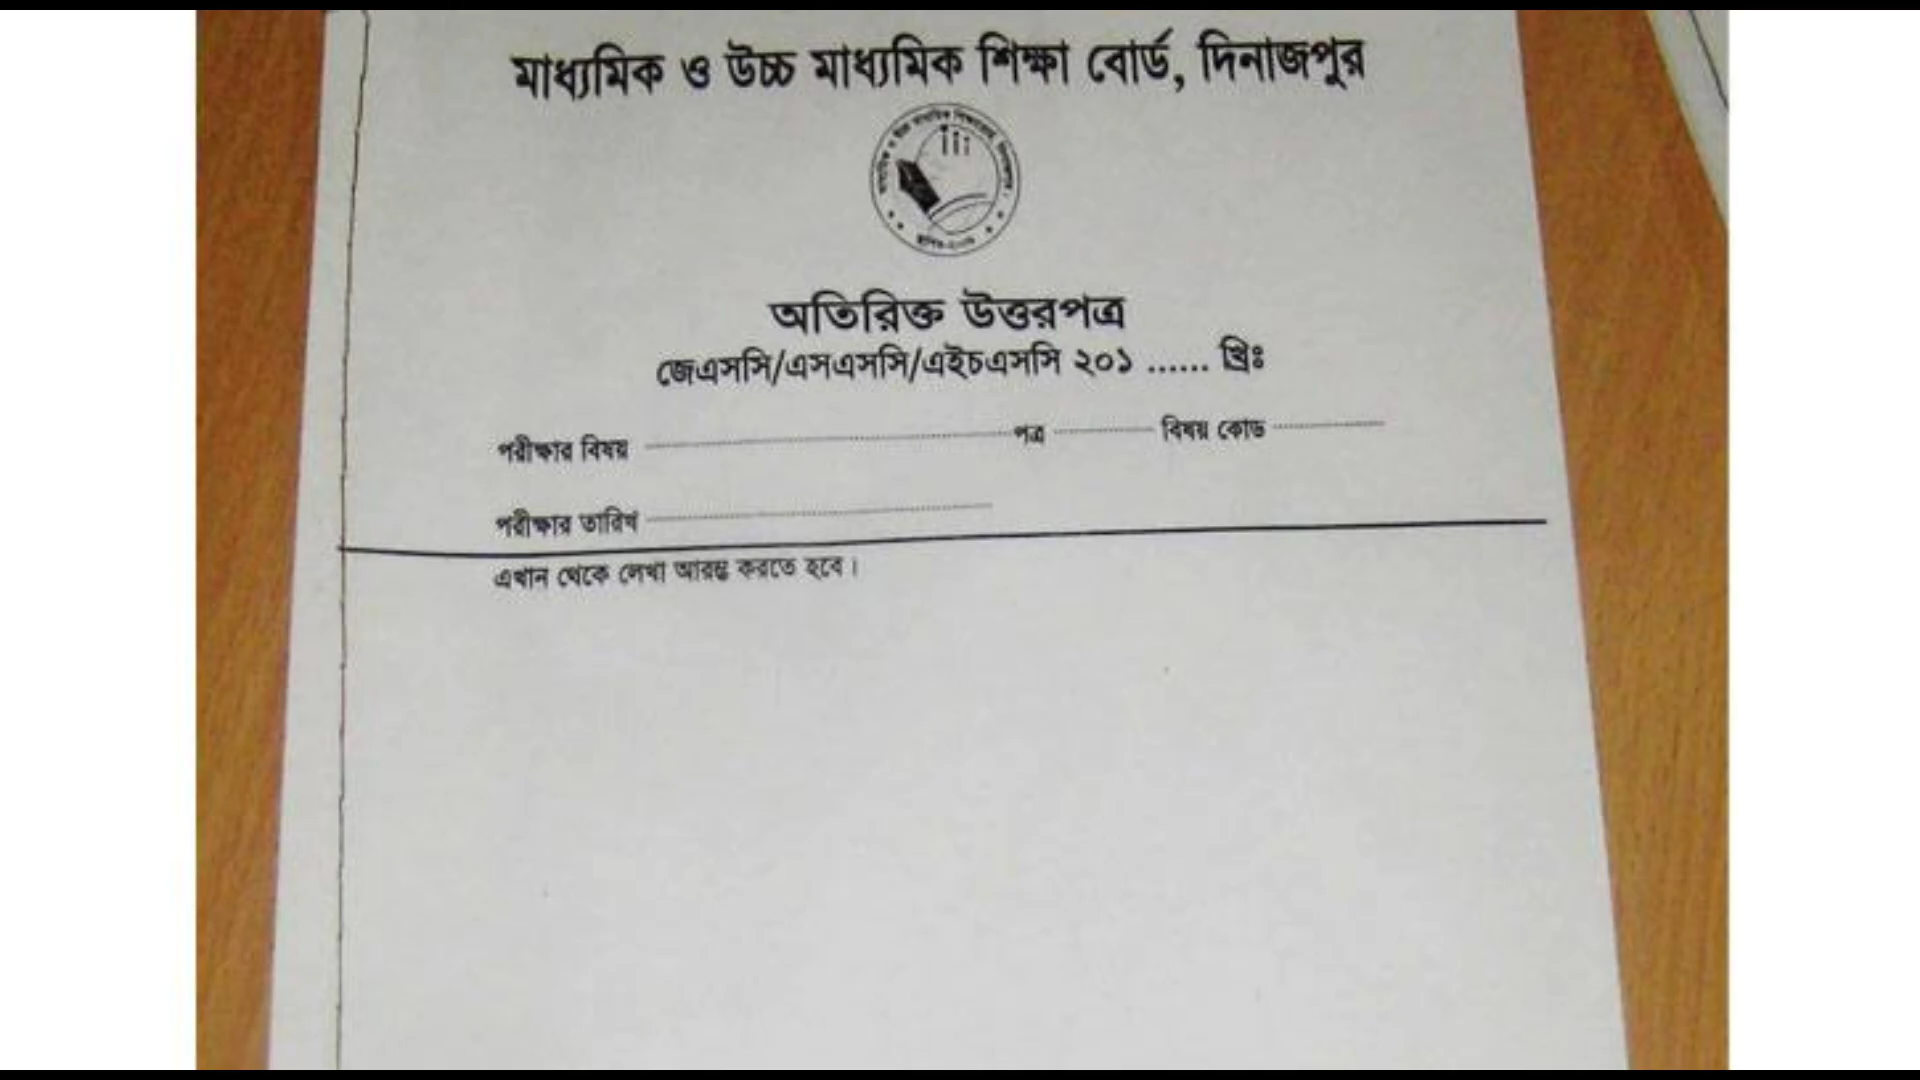 মাধ্যমিক ও উচ্চ মাধ্যমিক শিক্ষা বোর্ড, দিনাজপুর
অতিরিক্ত উত্তরপত্র
জেএসসি/এসএসসি/এইচএসসি ২০১ ...... খ্রিঃ
পরীক্ষার বিষয় .................... পত্র .......... বিষয় কোড ..........
পরীক্ষার তারিখ ....................
এখান থেকে লেখা আরম্ভ করতে হবে।